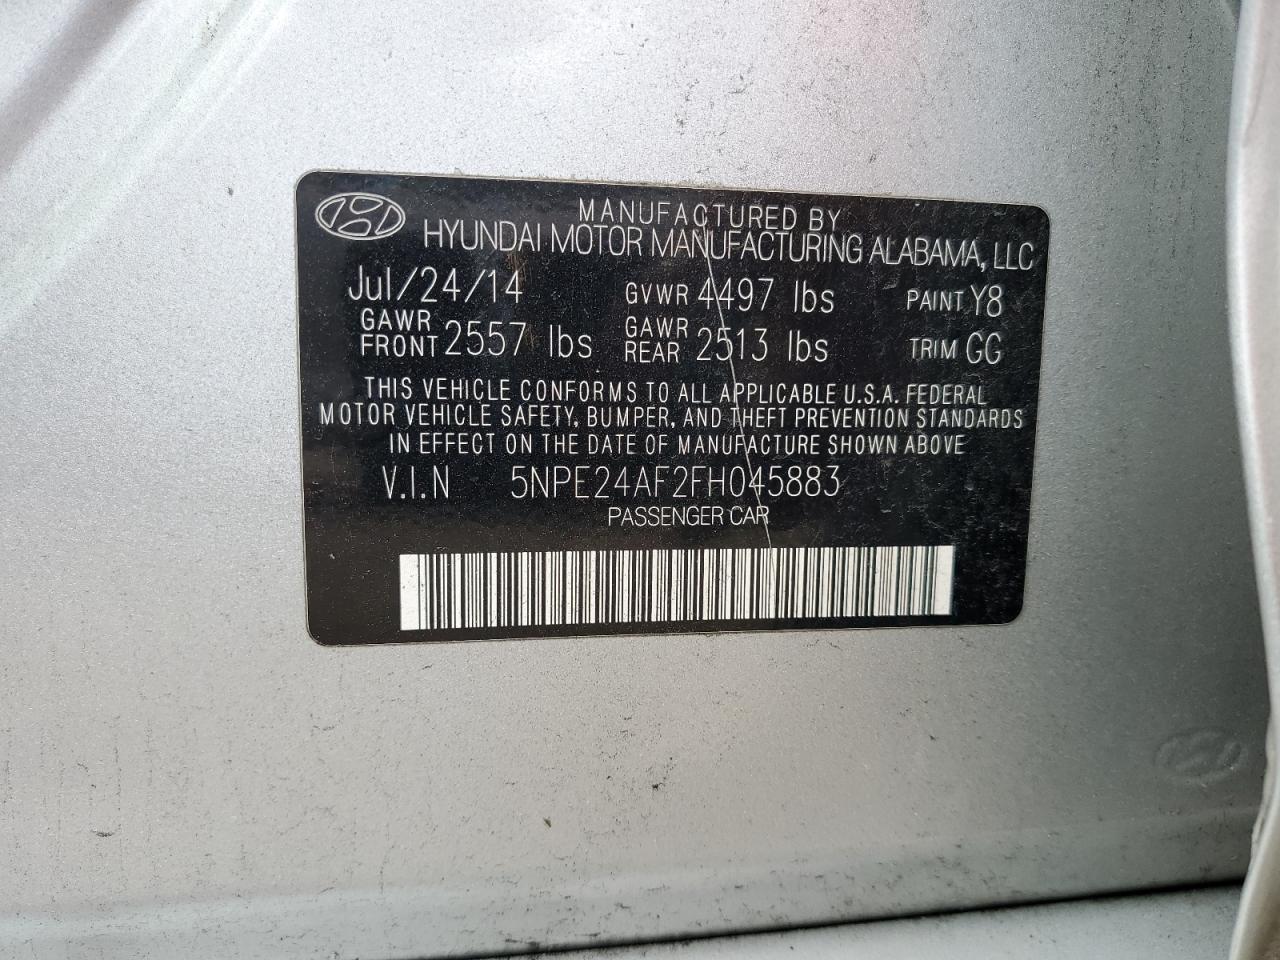 MANUFACTURED BY
HYUNDAI MOTOR MANUFACTURING ALABAMA, LLC
Jul/24/14 GVWR 4497 lbs PAINT Y8
GAWR FRONT 2557 lbs GAWR REAR 2513 lbs TRIM GG
THIS VEHICLE CONFORMS TO ALL APPLICABLE U.S.A. FEDERAL
MOTOR VEHICLE SAFETY, BUMPER, AND THEFT PREVENTION STANDARDS
IN EFFECT ON THE DATE OF MANUFACTURE SHOWN ABOVE
V.I.N 5NPE24AF2FH045883
PASSENGER CAR